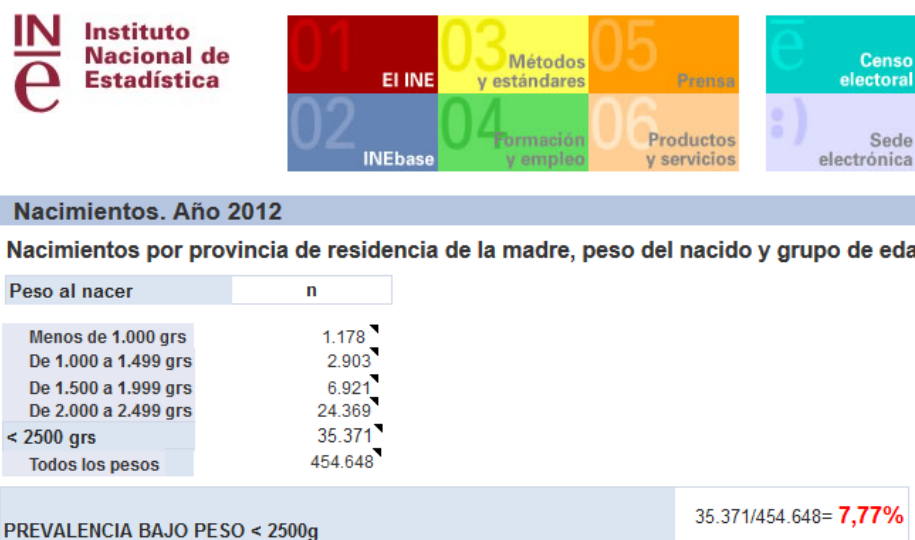 INe Instituto
Nacional de
Estadística
01 El INE
03 Métodos
y estándares
05 Prensa
e Censo
electoral
02 INEbase
04 Formación
y empleo
06 Productos
y servicios
:) Sede
electrónica
Nacimientos. Año 2012
Nacimientos por provincia de residencia de la madre, peso del nacido y grupo de eda
Peso al nacer n
Menos de 1.000 grs 1.178
De 1.000 a 1.499 grs 2.903
De 1.500 a 1.999 grs 6.921
De 2.000 a 2.499 grs 24.369
< 2500 grs 35.371
Todos los pesos 454.648
35.371/454.648= 7,77%
PREVALENCIA BAJO PESO < 2500g